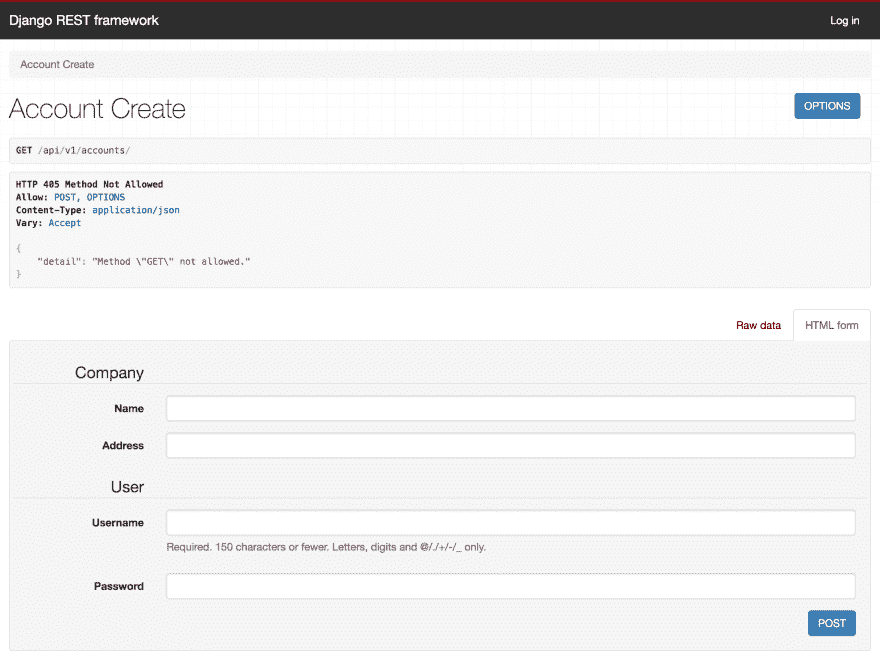 Django REST framework
Log in
Account Create
Account Create
OPTIONS
GET /api/v1/accounts/
HTTP 405 Method Not Allowed
Allow: POST, OPTIONS
Content-Type: application/json
Vary: Accept
{
"detail": "Method \"GET\" not allowed."
}
Raw data
HTML form
Company
Name
Address
User
Username
Required. 150 characters or fewer. Letters, digits and @/./+/-/_ only.
Password
POST